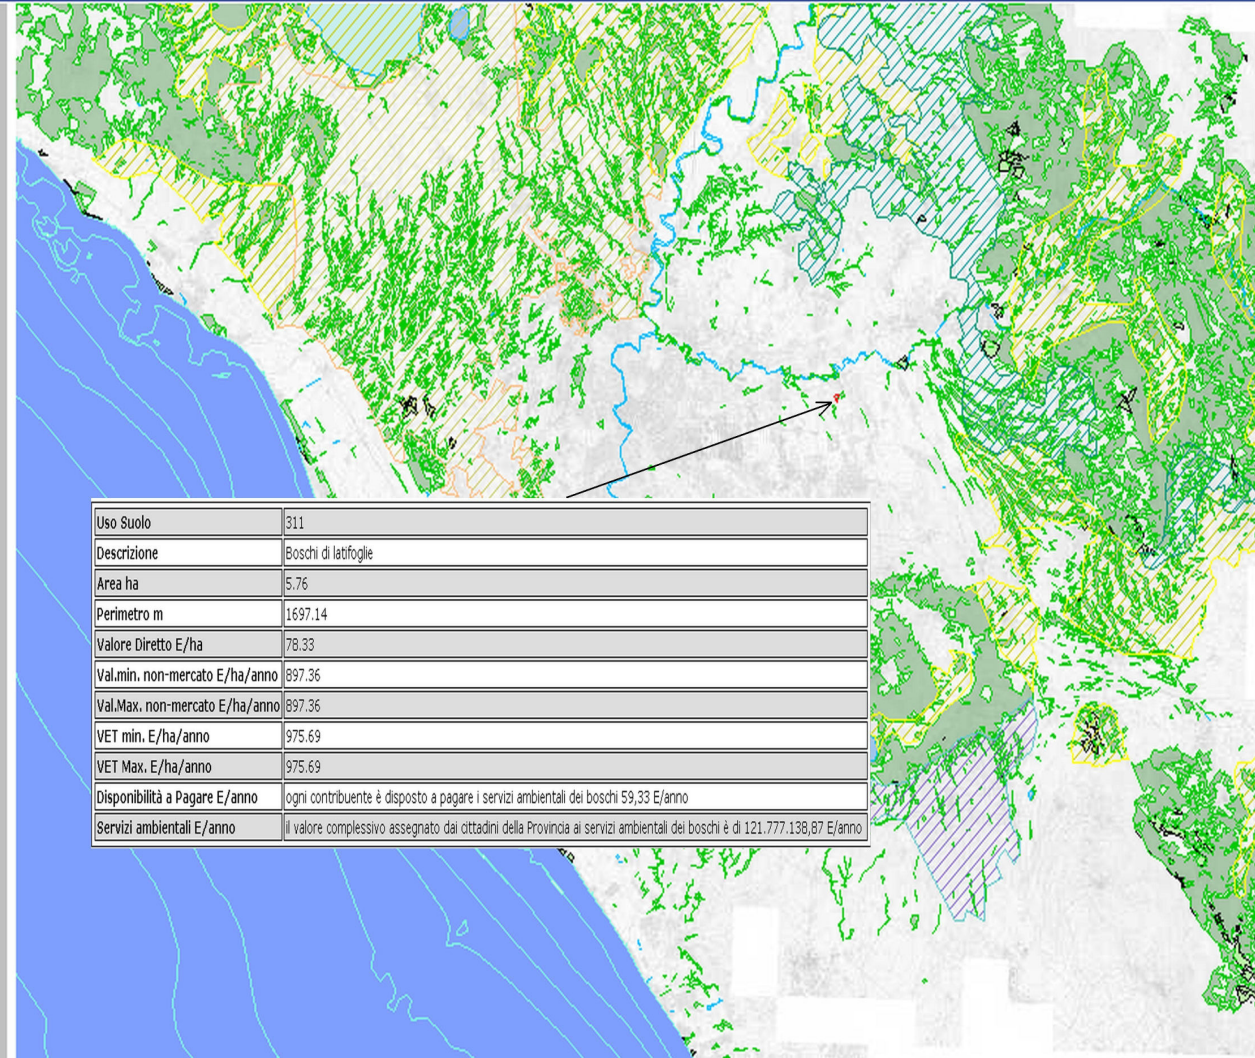 Uso Suolo 311
Descrizione Boschi di latifoglie
Area ha 5.76
Perimetro m 1697.14
Valore Diretto E/ha 78.33
Val.min. non-mercato E/ha/anno 897.36
Val.Max. non-mercato E/ha/anno 897.36
VET min. E/ha/anno 975.69
VET Max. E/ha/anno 975.69
Disponibilità a Pagare E/anno ogni contribuente è disposto a pagare i servizi ambientali dei boschi 59,33 E/anno
Servizi ambientali E/anno il valore complessivo assegnato dai cittadini della Provincia ai servizi ambientali dei boschi è di 121.777.138,87 E/anno